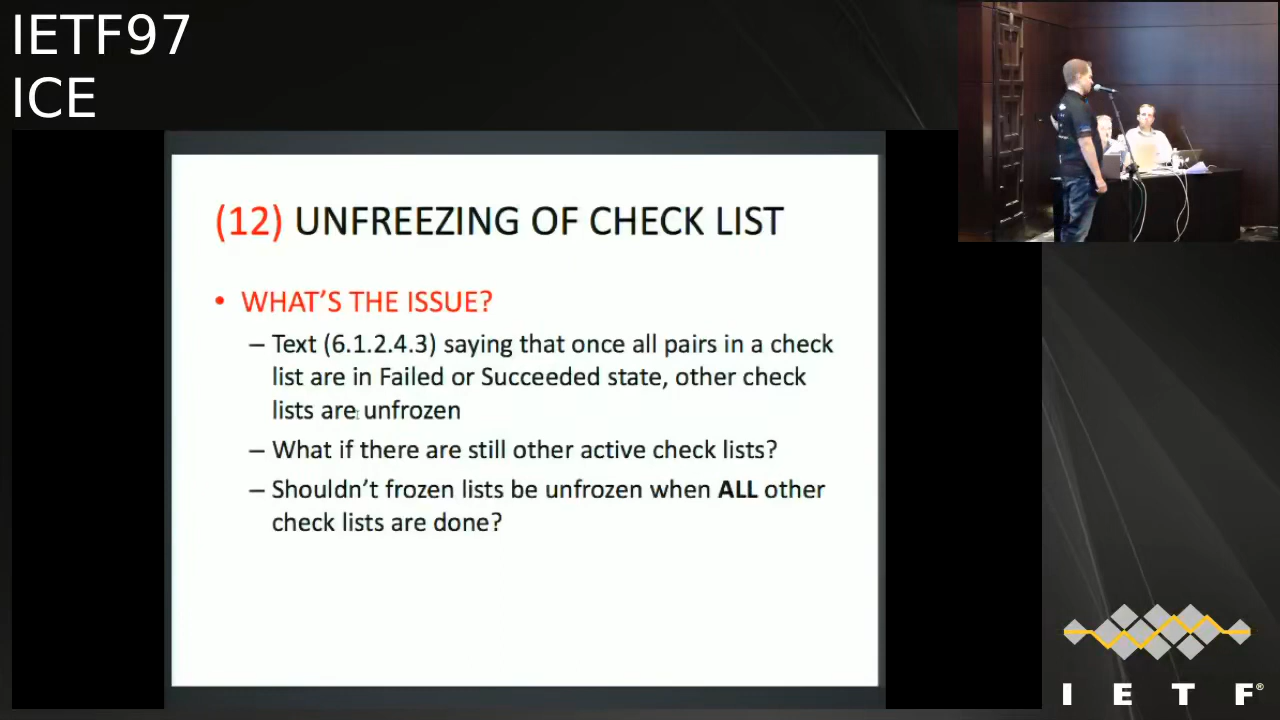 IETF97
ICE
(12) UNFREEZING OF CHECK LIST
• WHAT’S THE ISSUE?
– Text (6.1.2.4.3) saying that once all pairs in a check
list are in Failed or Succeeded state, other check
lists are unfrozen
– What if there are still other active check lists?
– Shouldn’t frozen lists be unfrozen when ALL other
check lists are done?
I E T F®